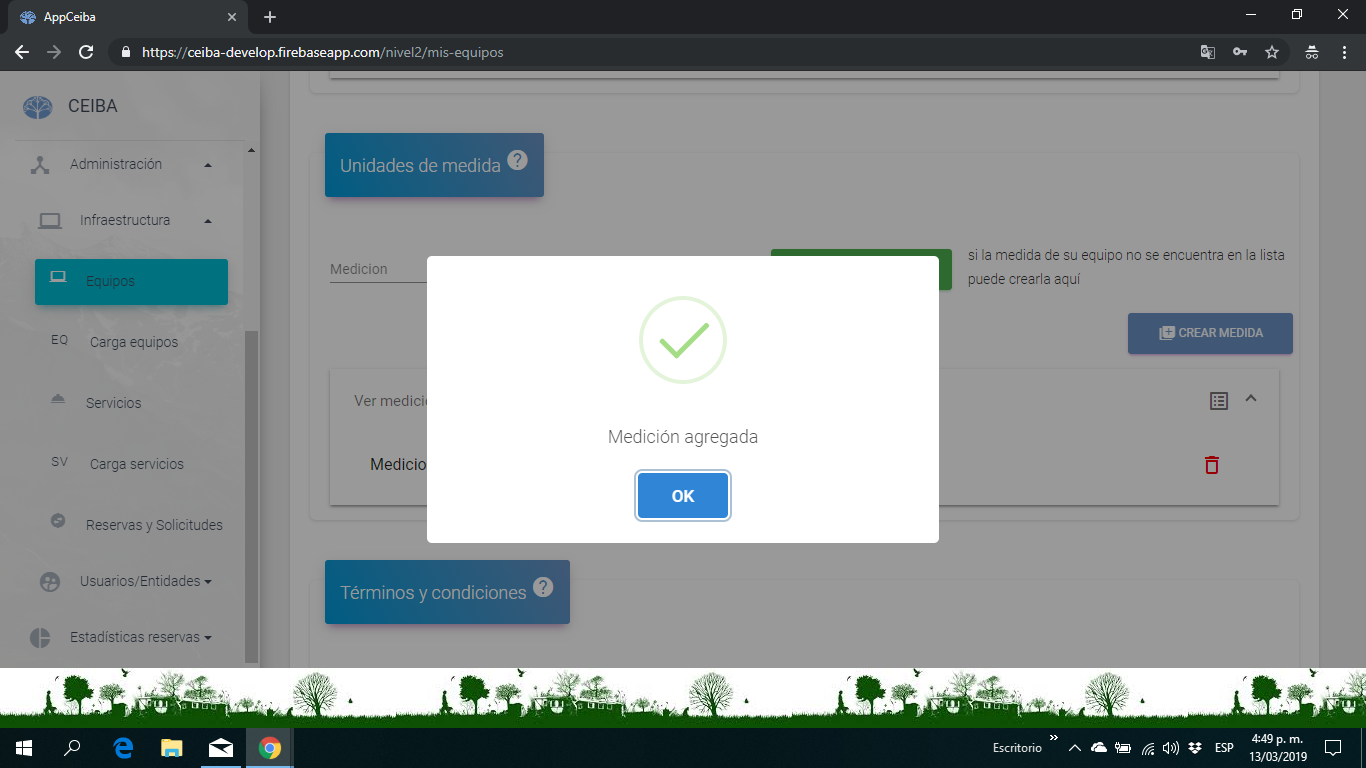 AppCeiba
https://ceiba-develop.firebaseapp.com/nivel2/mis-equipos
CEIBA
Administración
Infraestructura
Equipos
EQ Carga equipos
Servicios
SV Carga servicios
Reservas y Solicitudes
Usuarios/Entidades
Estadísticas reservas
Unidades de medida ?
Medicion
si la medida de su equipo no se encuentra en la lista
puede crearla aquí
CREAR MEDIDA
Ver medici
Medicio
Medición agregada
OK
Términos y condiciones ?
Escritorio
ESP
4:49 p. m.
13/03/2019